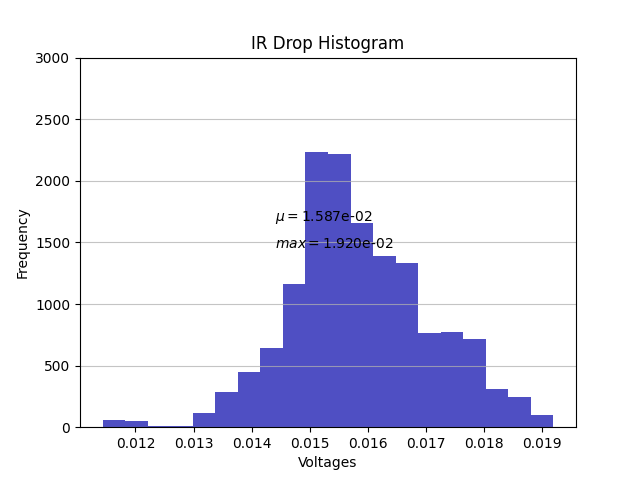 IR Drop Histogram
3000
2500
2000
1500
1000
500
0
Frequency
μ = 1.587e-02
max = 1.920e-02
0.012 0.013 0.014 0.015 0.016 0.017 0.018 0.019
Voltages